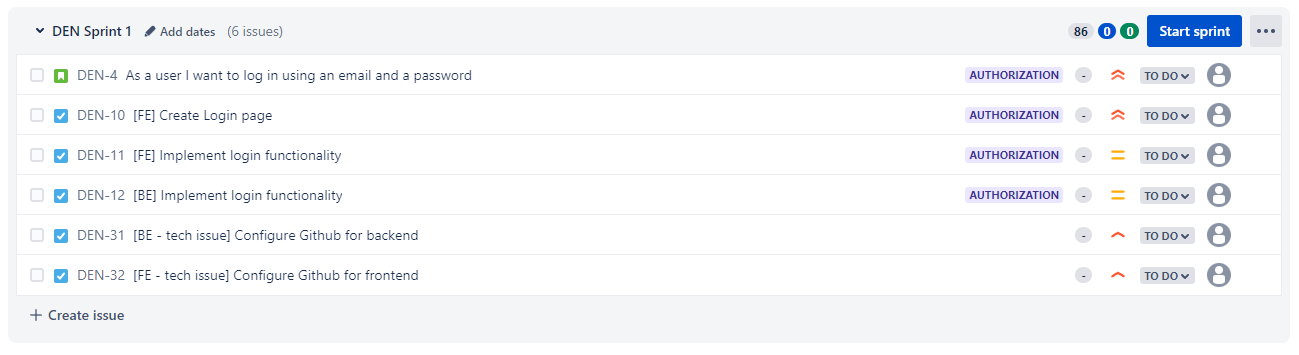 DEN Sprint 1 Add dates (6 issues) 86 0 0 Start sprint
DEN-4 As a user I want to log in using an email and a password AUTHORIZATION - TO DO
DEN-10 [FE] Create Login page AUTHORIZATION - TO DO
DEN-11 [FE] Implement login functionality AUTHORIZATION - TO DO
DEN-12 [BE] Implement login functionality AUTHORIZATION - TO DO
DEN-31 [BE - tech issue] Configure Github for backend - TO DO
DEN-32 [FE - tech issue] Configure Github for frontend - TO DO
Create issue